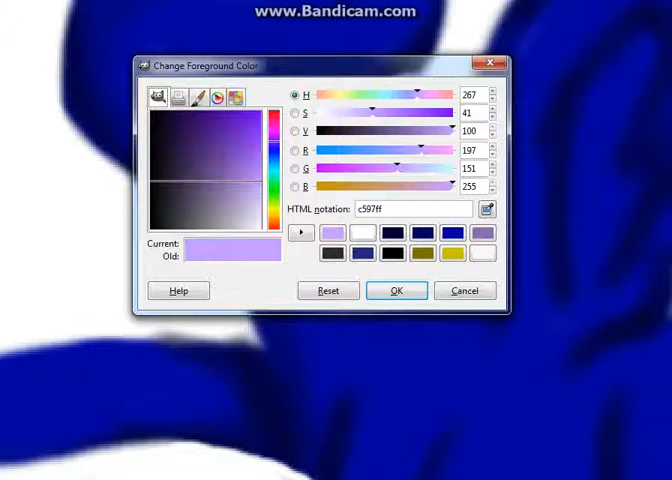 www.Bandicam.com
Change Foreground Color
H 267
S 41
V 100
R 197
G 151
B 255
HTML notation: c597ff
Current:
Old:
Help Reset OK Cancel